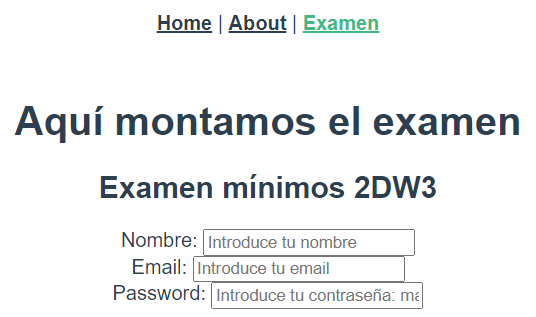 Home | About | Examen
Aquí montamos el examen
Examen mínimos 2DW3
Nombre: Introduce tu nombre
Email: Introduce tu email
Password: Introduce tu contraseña: